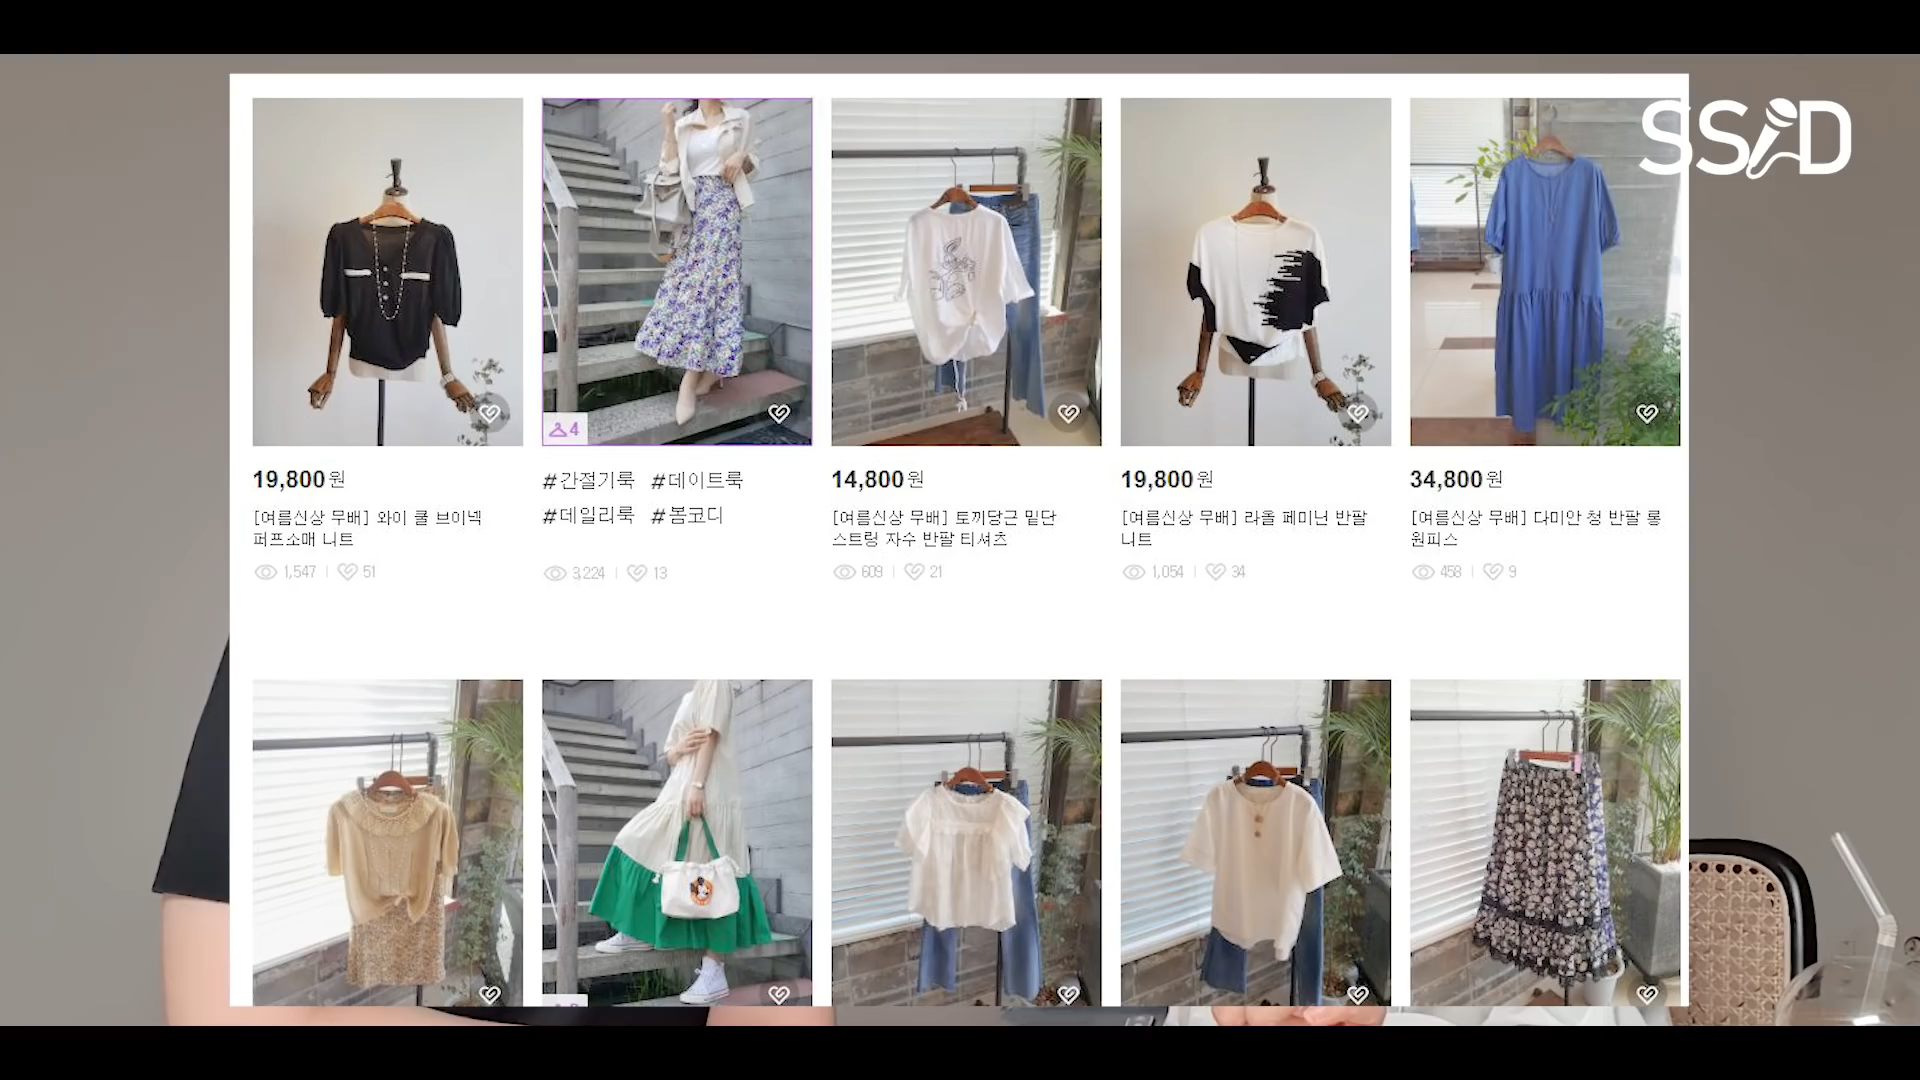 SSiD
19,800원
[여름신상 무배] 와이 쿨 브이넥
퍼프소매 니트
1,547 51
4
#간절기룩 #데이트룩
#데일리룩 #봄코디
3,224 13
14,800원
[여름신상 무배] 토끼당근 밑단
스트링 자수 반팔 티셔츠
609 21
19,800원
[여름신상 무배] 라올 페미닌 반팔
니트
1,054 34
34,800원
[여름신상 무배] 다미안 청 반팔 롱
원피스
458 9